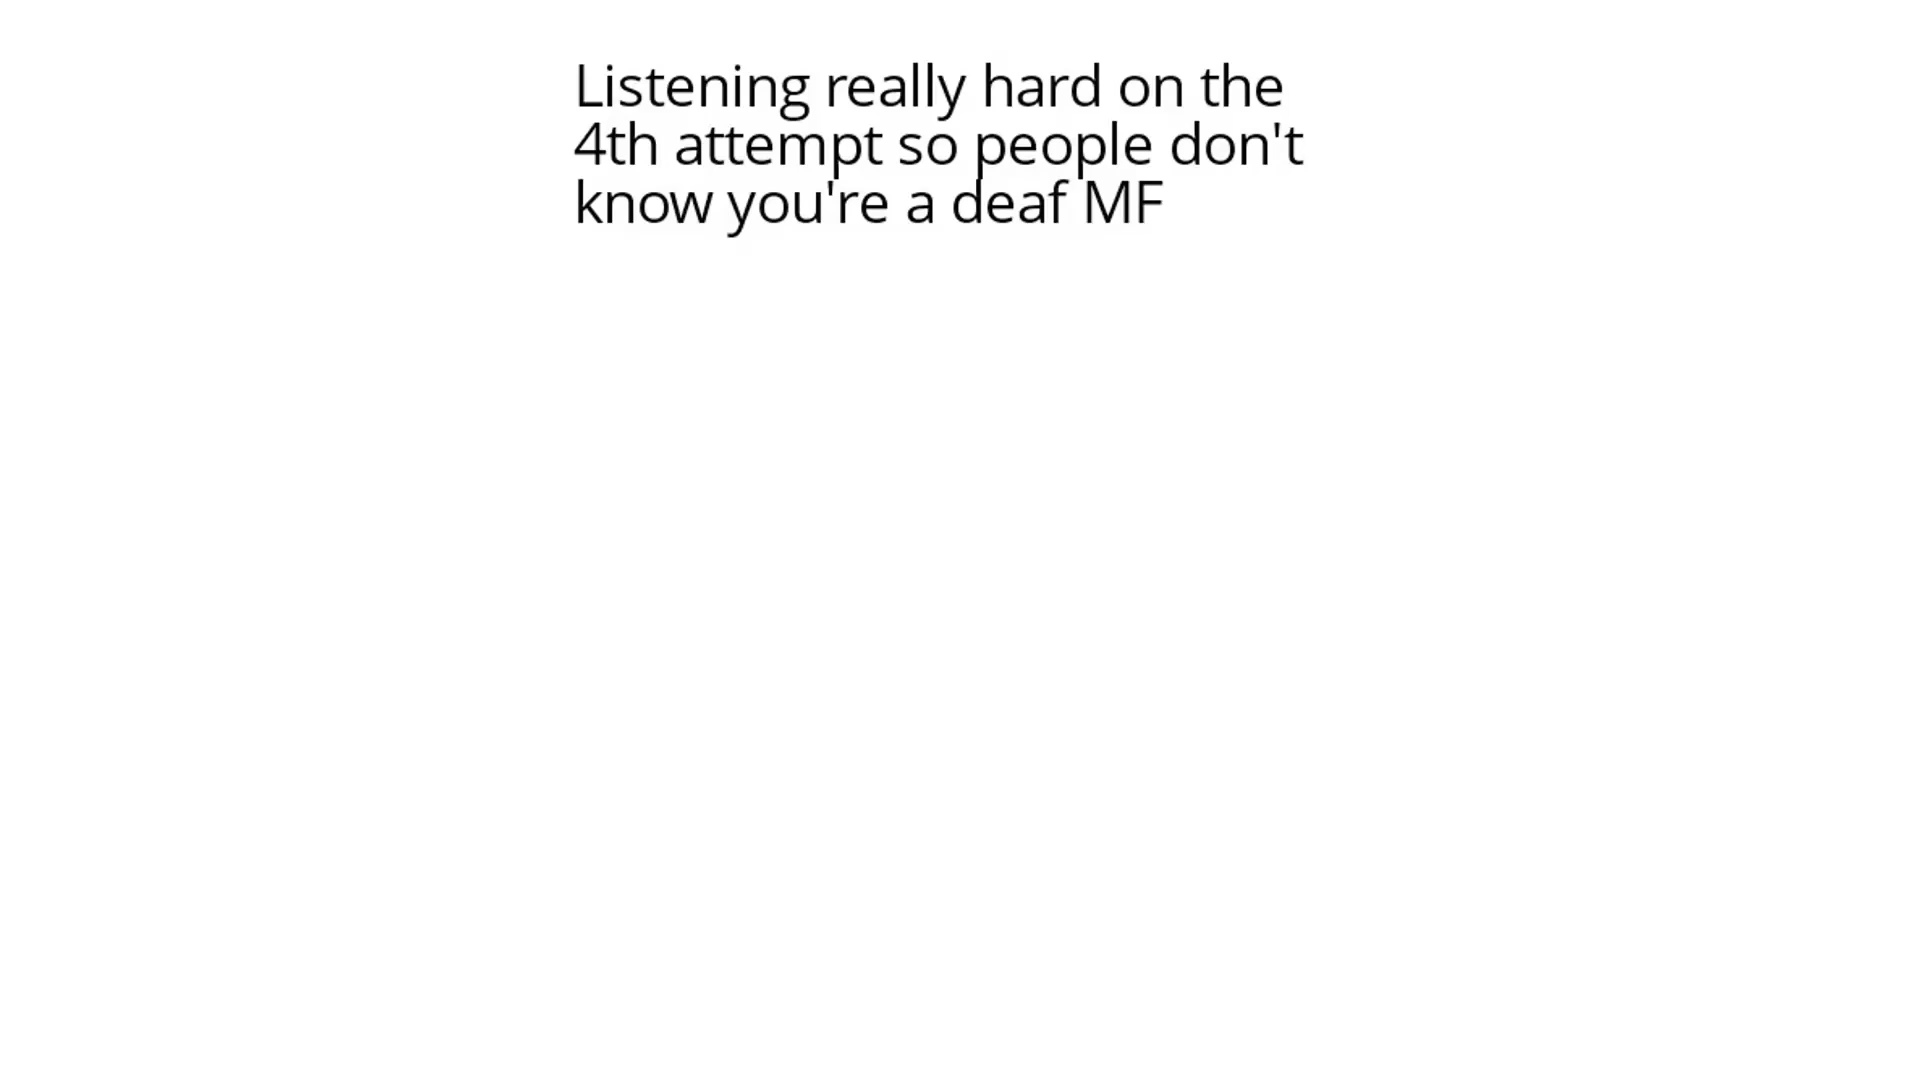 Listening really hard on the
4th attempt so people don't
know you're a deaf MF